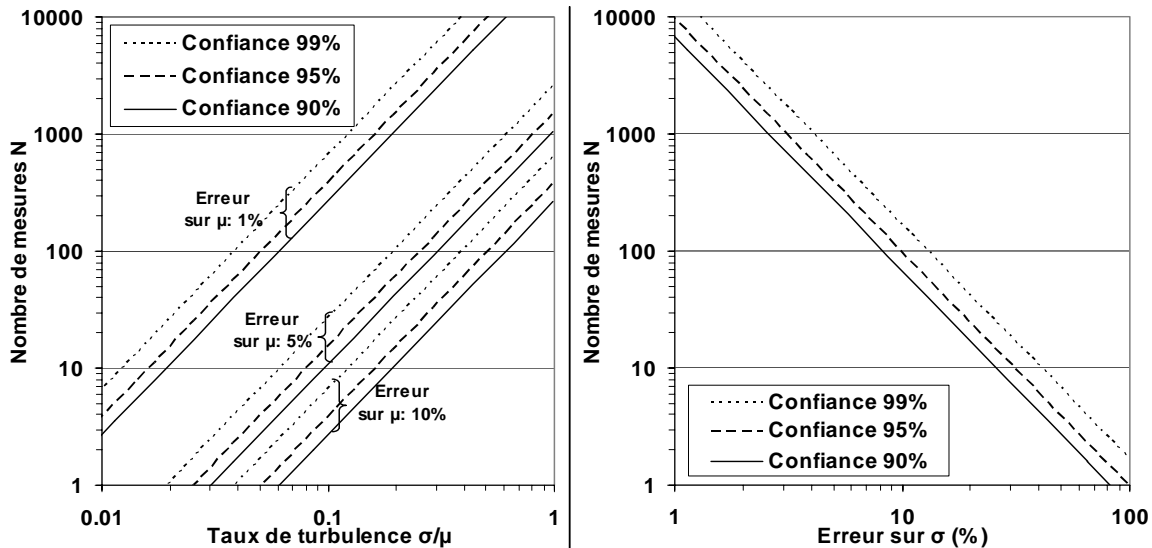 10000
1000
100
10
1
Nombre de mesures N
Confiance 99%
Confiance 95%
Confiance 90%
Erreur
sur µ: 1%
Erreur
sur µ: 5%
Erreur
sur µ: 10%
0.01
0.1
1
Taux de turbulence σ/µ
10000
1000
100
10
1
Nombre de mesures N
Confiance 99%
Confiance 95%
Confiance 90%
1
10
100
Erreur sur σ (%)